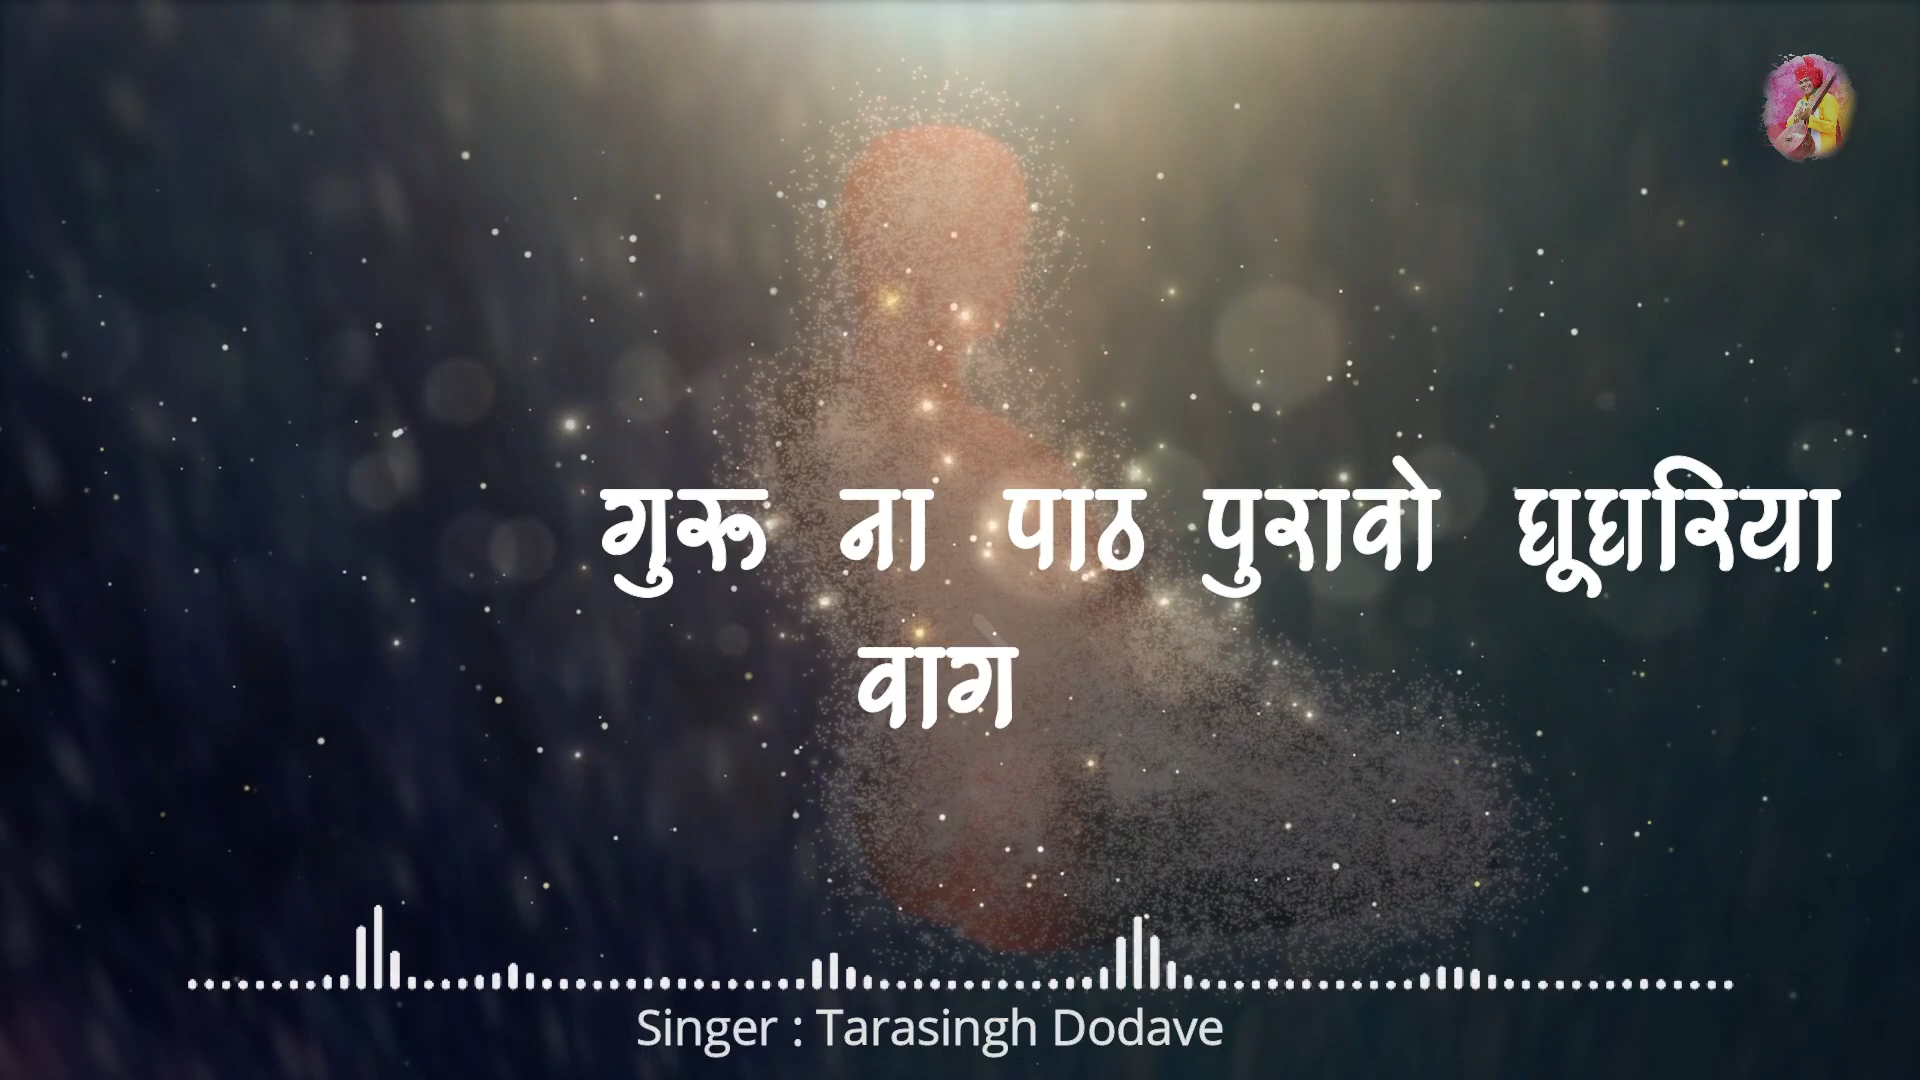 गुरू ना पाठ पुरावो घूघरिया
वागे
Singer : Tarasingh Dodave